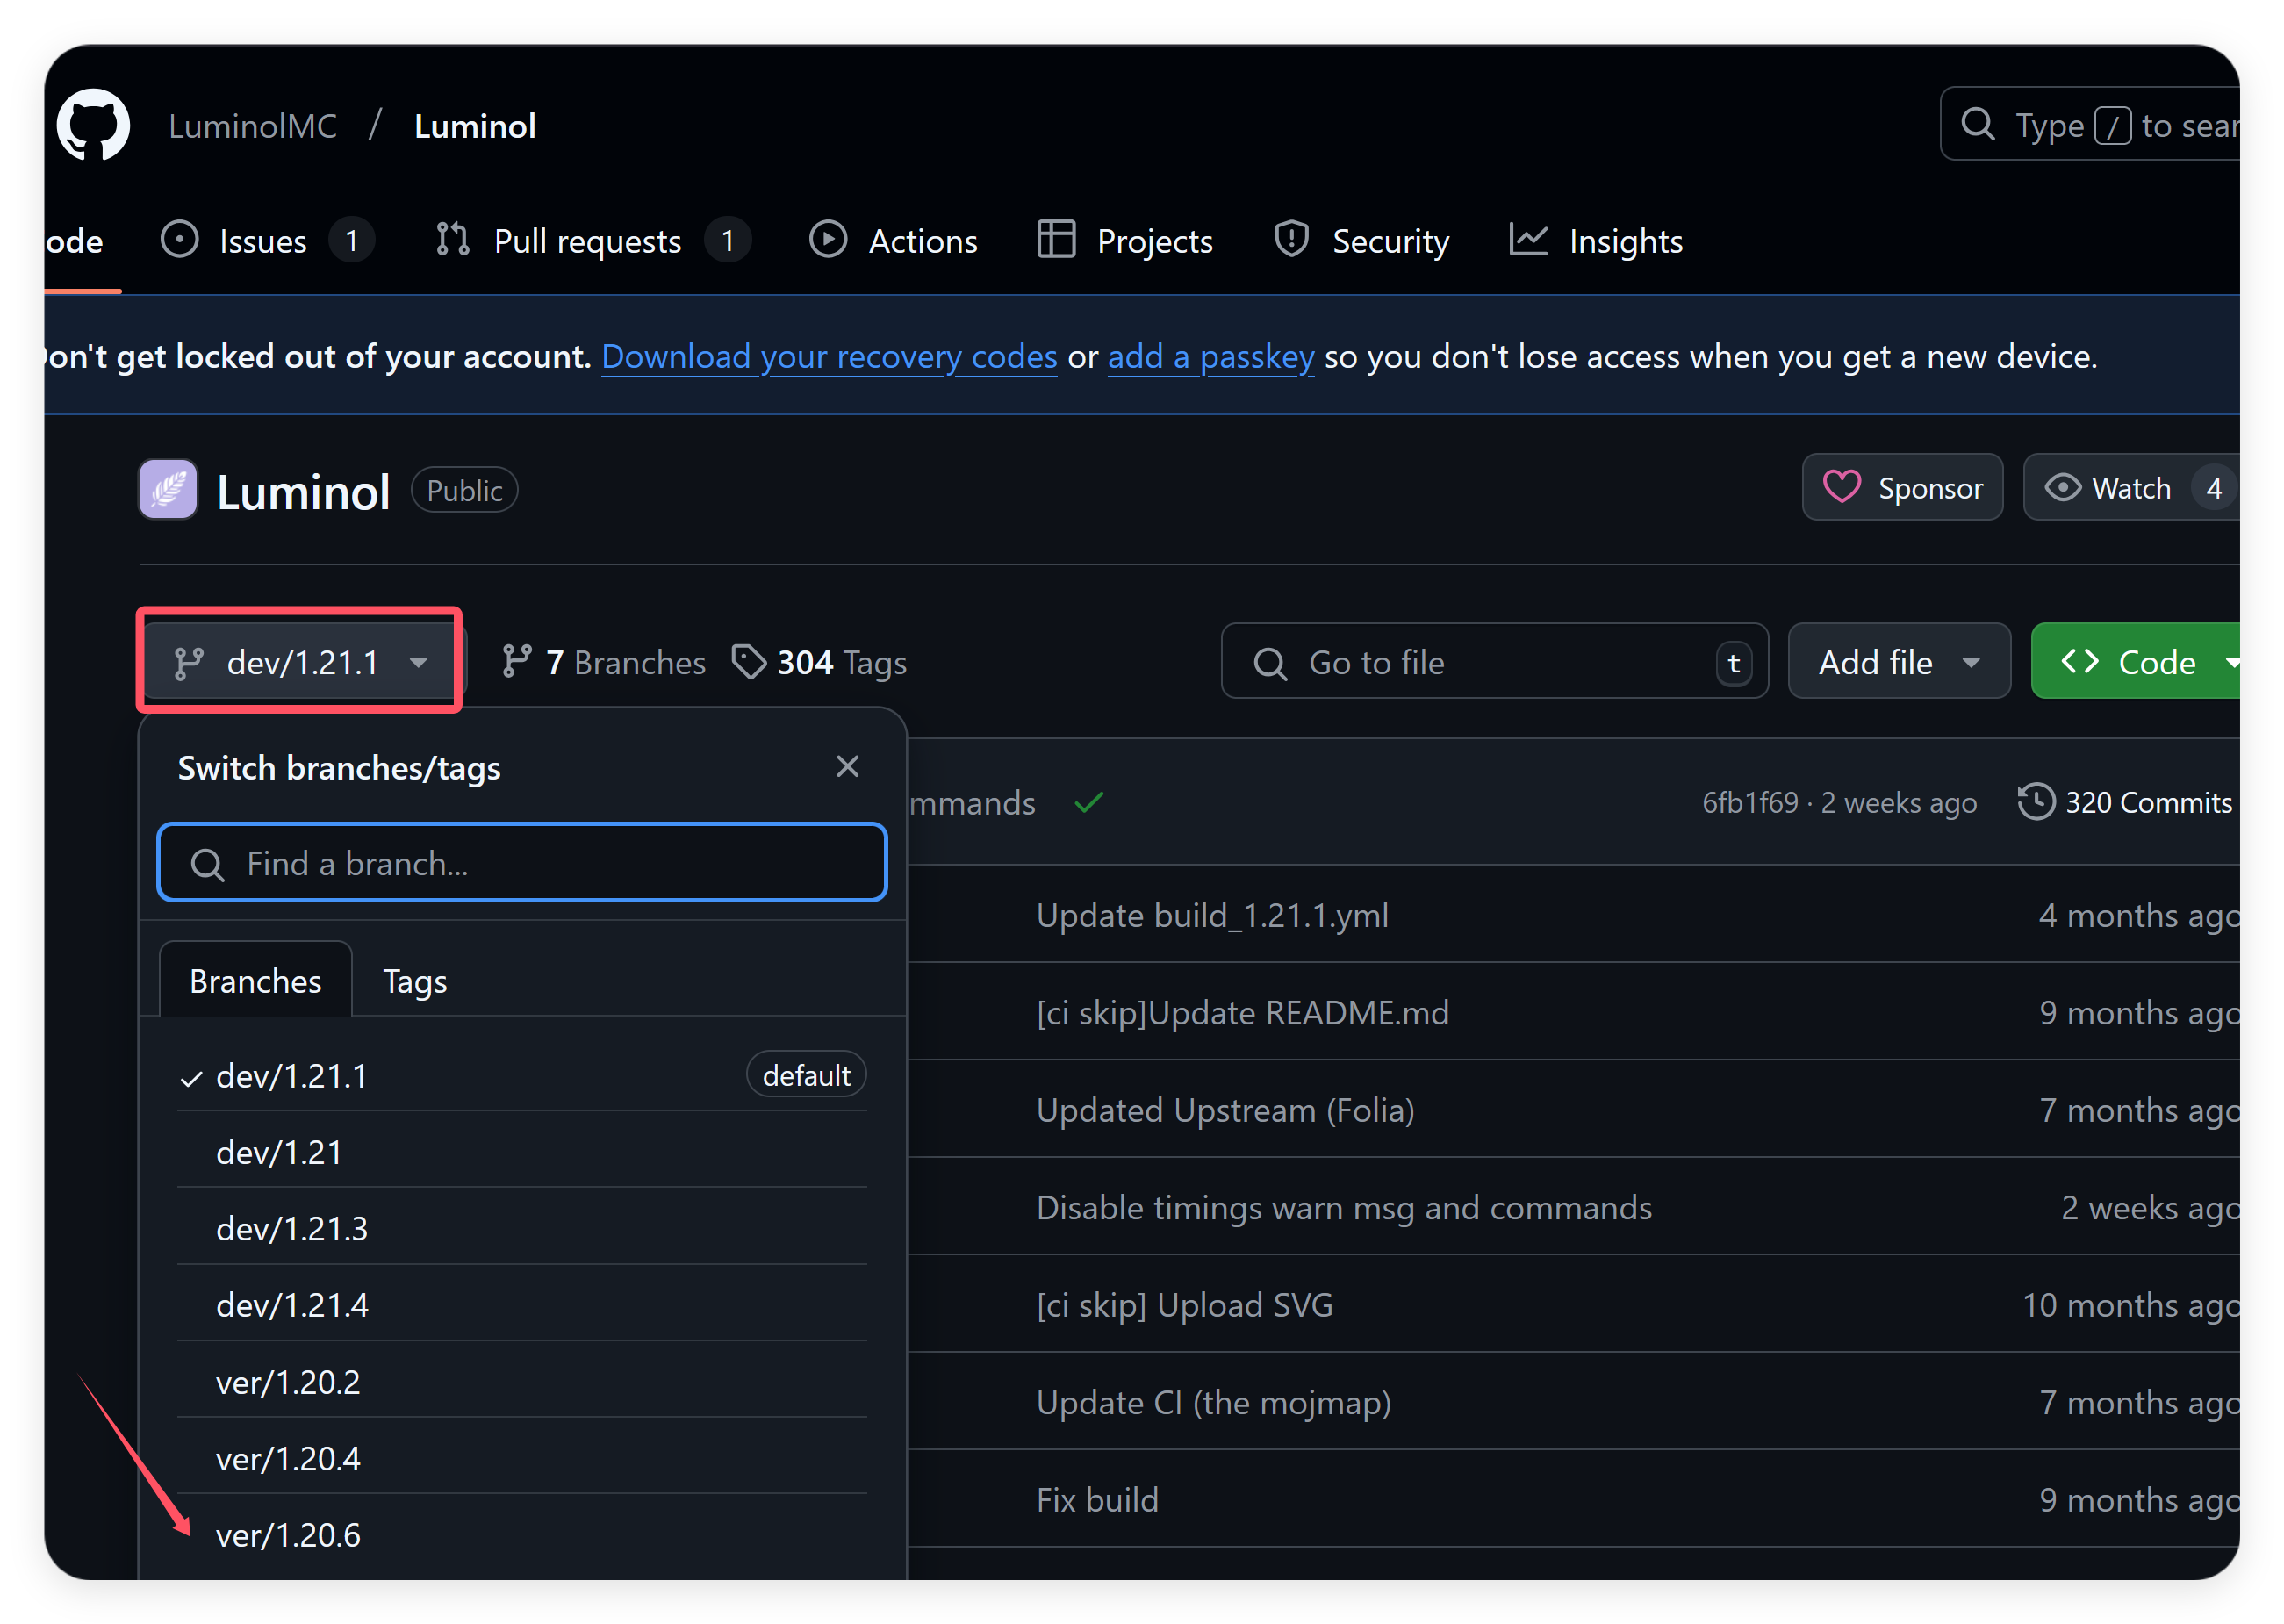 LuminolMC / Luminol
Type / to sear
ode Issues 1 Pull requests 1 Actions Projects Security Insights
on't get locked out of your account. Download your recovery codes or add a passkey so you don't lose access when you get a new device.
Luminol Public
Sponsor Watch 4
dev/1.21.1 7 Branches 304 Tags
Go to file t Add file Code
Switch branches/tags
mmands 6fb1f69 · 2 weeks ago 320 Commits
Find a branch...
Update build_1.21.1.yml 4 months ago
Branches Tags
[ci skip]Update README.md 9 months ago
dev/1.21.1 default
Updated Upstream (Folia) 7 months ago
dev/1.21
dev/1.21.3
Disable timings warn msg and commands 2 weeks ago
dev/1.21.4
[ci skip] Upload SVG 10 months ago
ver/1.20.2
Update CI (the mojmap) 7 months ago
ver/1.20.4
Fix build 9 months ago
ver/1.20.6